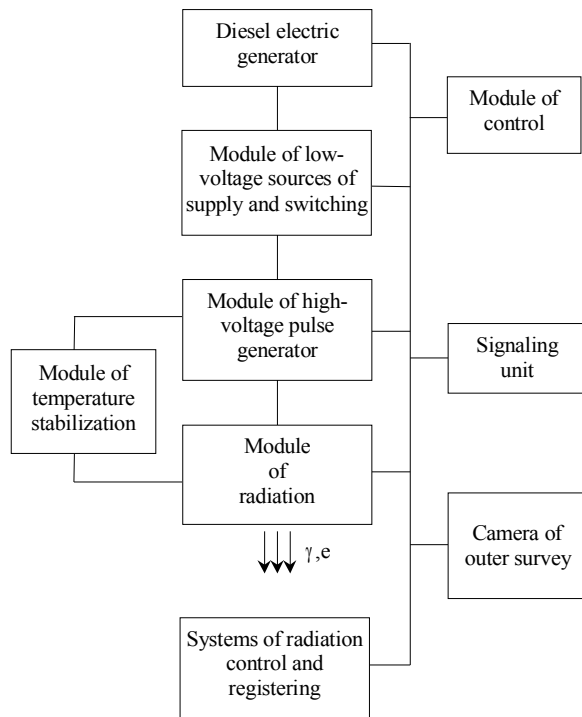 Diesel electric
generator
Module of
control
Module of low-
voltage sources of
supply and switching
Module of high-
voltage pulse
generator
Signaling
unit
Module of
temperature
stabilization
Module
of
radiation
Camera of
outer survey
γ,e
Systems of radiation
control and
registering